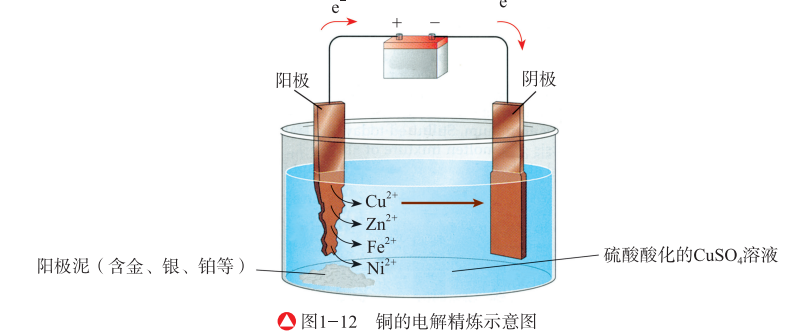 e⁻
e
+ −
阳极
阴极
Cu²⁺
Zn²⁺
Fe²⁺
Ni²⁺
阳极泥（含金、银、铂等）
硫酸酸化的CuSO₄溶液
图1-12 铜的电解精炼示意图